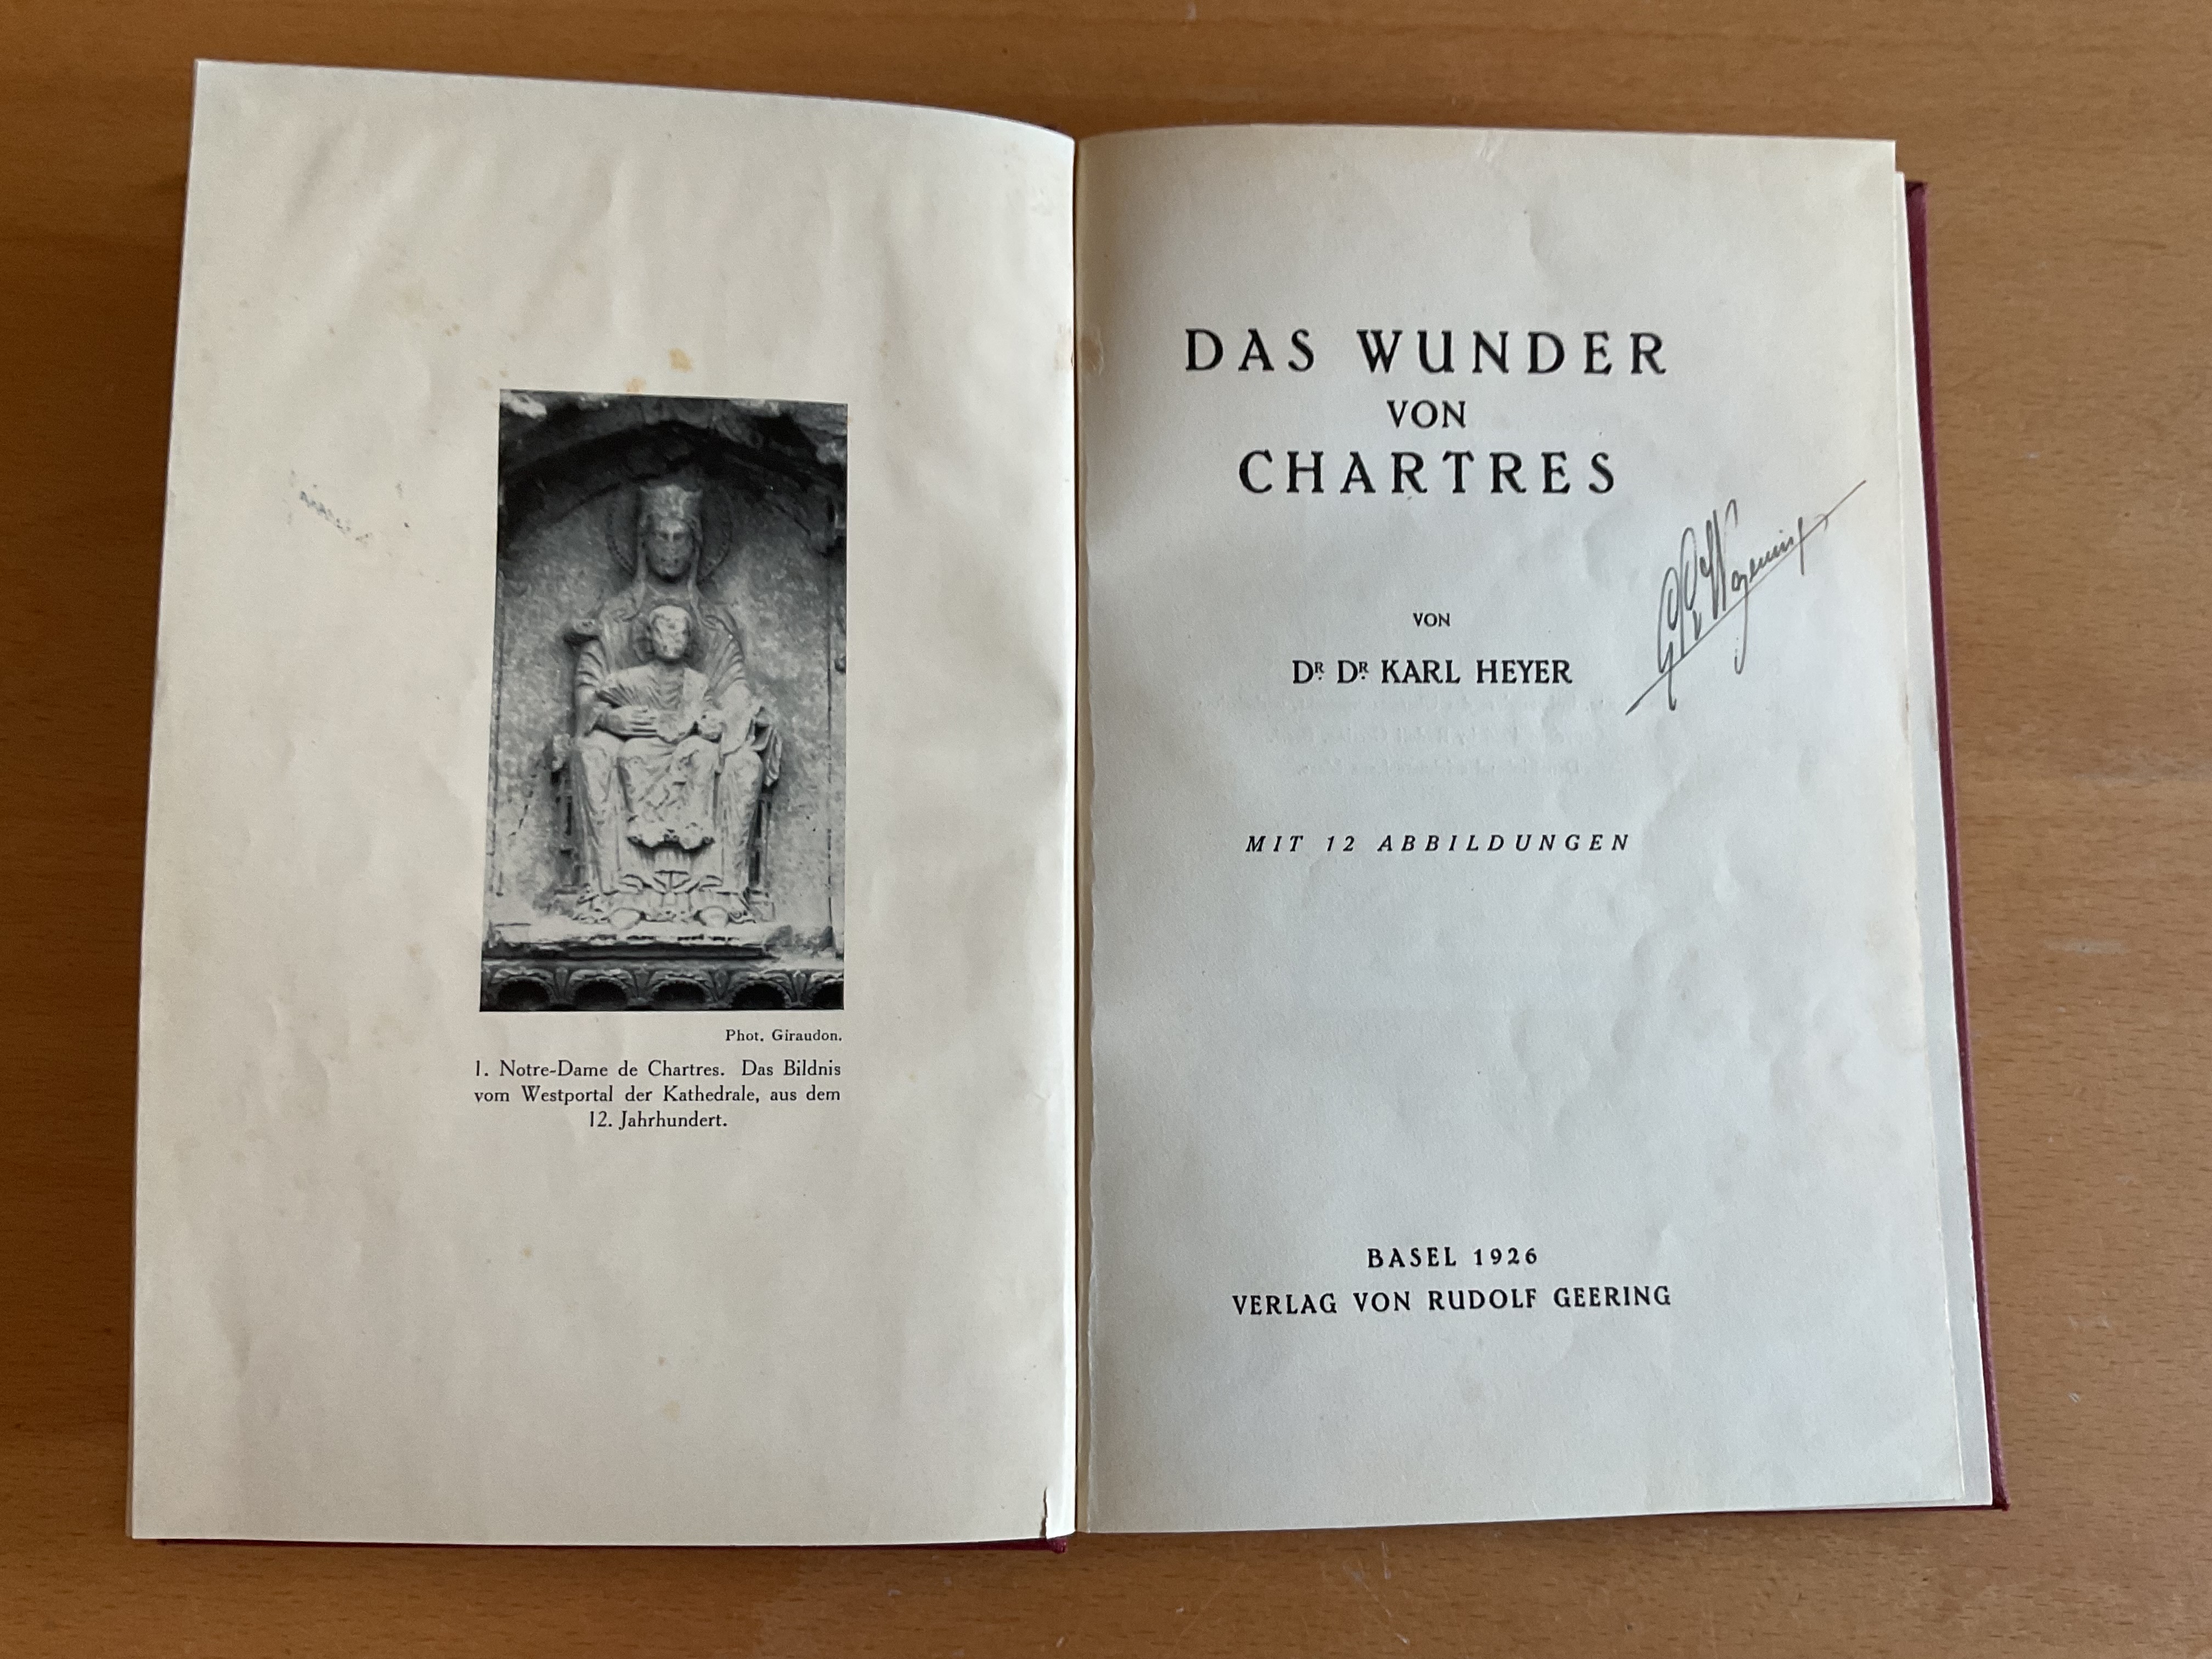 Phot. Giraudon.
1. Notre-Dame de Chartres. Das Bildnis
vom Westportal der Kathedrale, aus dem
12. Jahrhundert.
DAS WUNDER
VON
CHARTRES
VON
DR. DR. KARL HEYER
MIT 12 ABBILDUNGEN
BASEL 1926
VERLAG VON RUDOLF GEERING